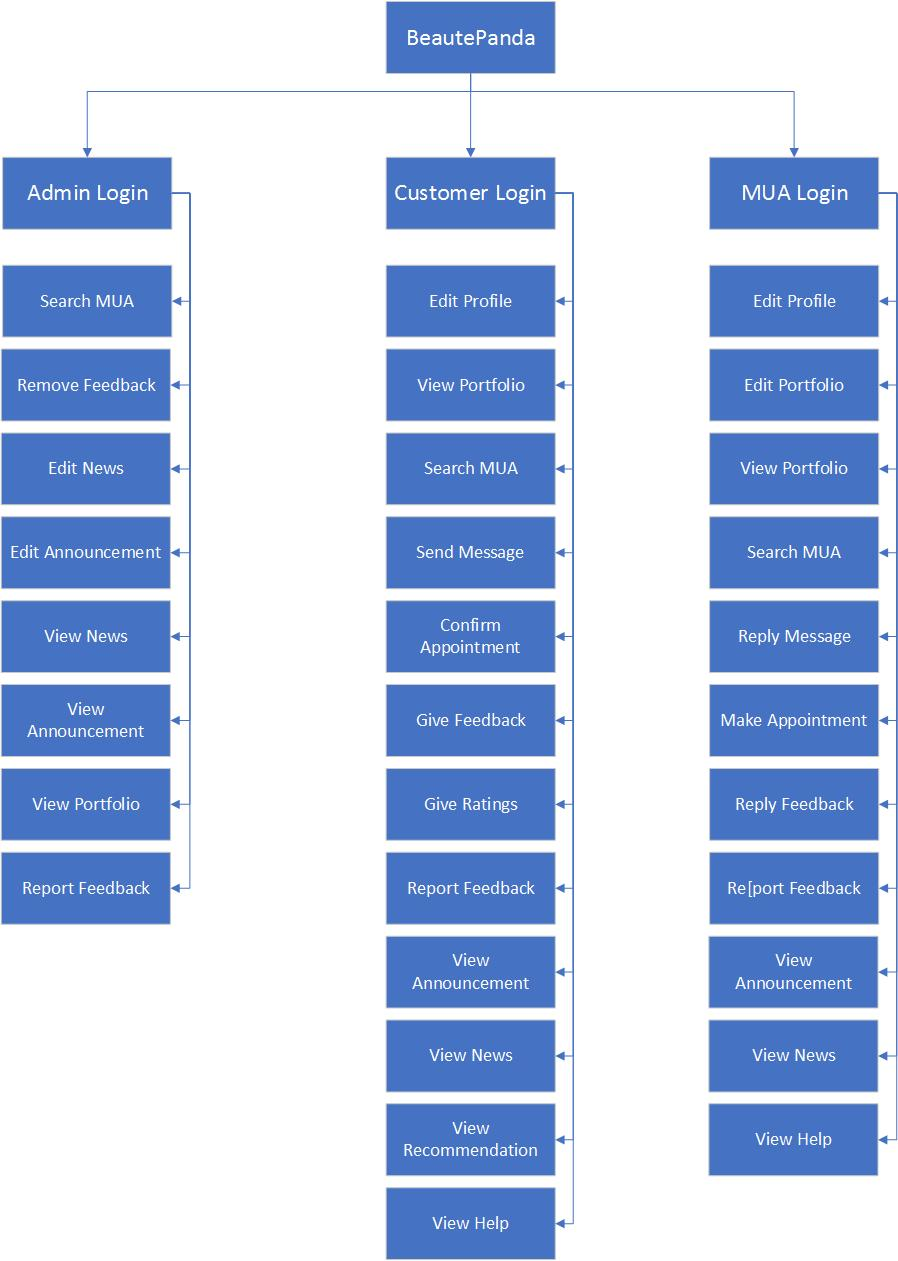 BeautePanda
Admin Login
Search MUA
Remove Feedback
Edit News
Edit Announcement
View News
View
Announcement
View Portfolio
Report Feedback
Customer Login
Edit Profile
View Portfolio
Search MUA
Send Message
Confirm
Appointment
Give Feedback
Give Ratings
Report Feedback
View
Announcement
View News
View
Recommendation
View Help
MUA Login
Edit Profile
Edit Portfolio
View Portfolio
Search MUA
Reply Message
Make Appointment
Reply Feedback
Re[port Feedback
View
Announcement
View News
View Help